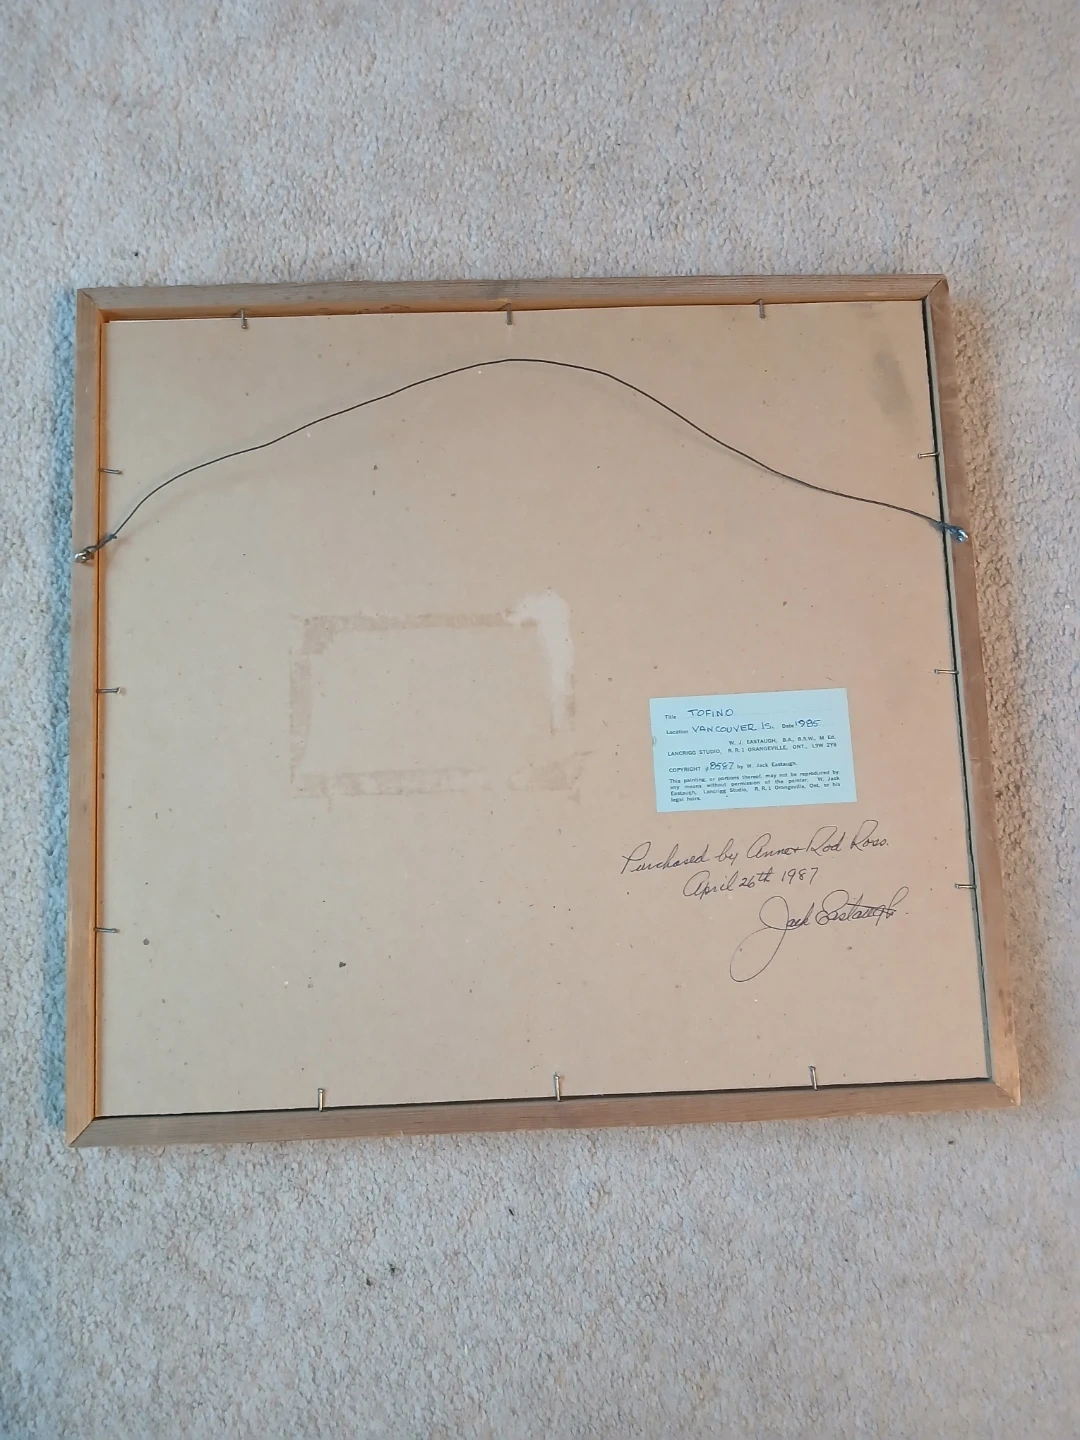 Title TOFINO
Location VANCOUVER IS. Date 1985
W. J. EASTAUGH, B.A., R.S.W., M Ed.
LANCRIGG STUDIO, R. R. 1 ORANGEVILLE, ONT., L9W 2Y8
COPYRIGHT #8587 by W. Jack Eastaugh.
This painting, or portions thereof, may not be reproduced by
any means without permission of the painter, W. Jack
Eastaugh, Lancrigg Studio, R. R. 1 Orangeville, Ont. or his
legal heirs.
Purchased by Anne + Rod Ross.
April 26th 1987
Jack Eastaugh.